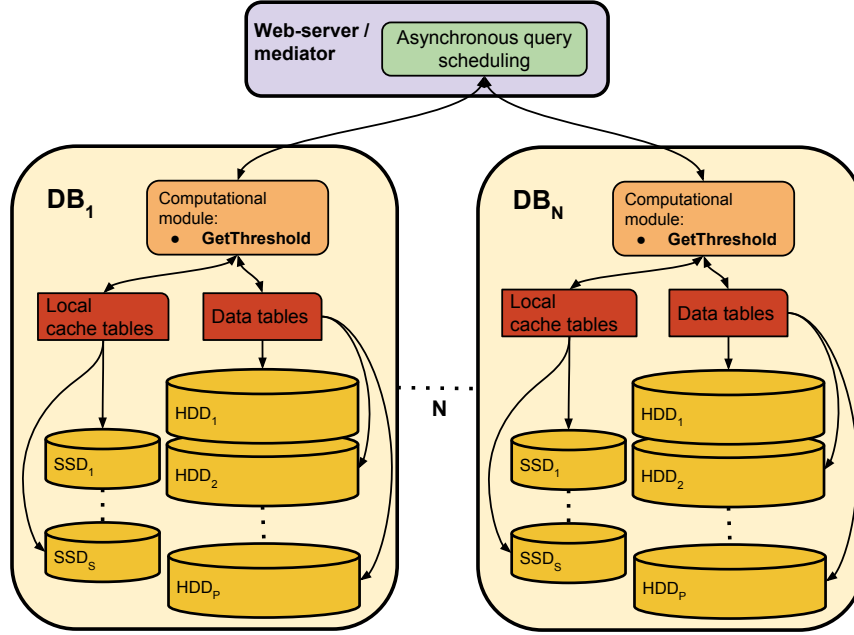 Web-server /
mediator
Asynchronous query
scheduling
DB1
Computational
module:
● GetThreshold
Local
cache tables
Data tables
HDD1
SSD1
HDD2
SSDS
HDDP
N
DBN
Computational
module:
● GetThreshold
Local
cache tables
Data tables
HDD1
SSD1
HDD2
SSDS
HDDP